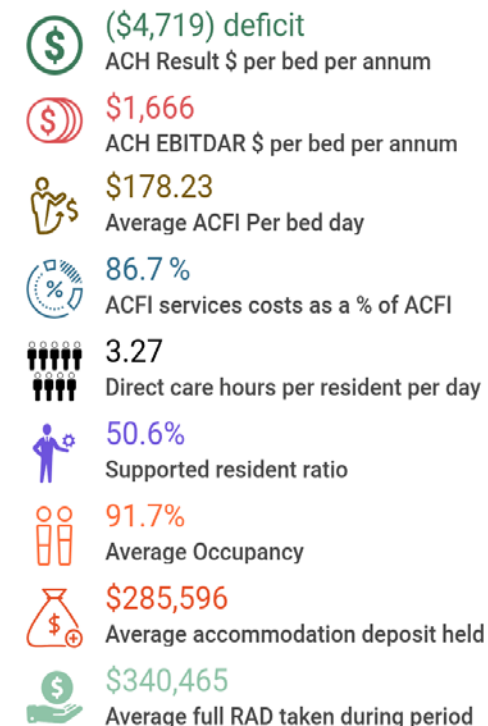 ($4,719) deficit
ACH Result $ per bed per annum
$
$1,666
ACH EBITDAR $ per bed per annum
$
$178.23
Average ACFI Per bed day
$
86.7 %
ACFI services costs as a % of ACFI
%
3.27
Direct care hours per resident per day
50.6%
Supported resident ratio
91.7%
Average Occupancy
$285,596
Average accommodation deposit held
$
$340,465
Average full RAD taken during period
$